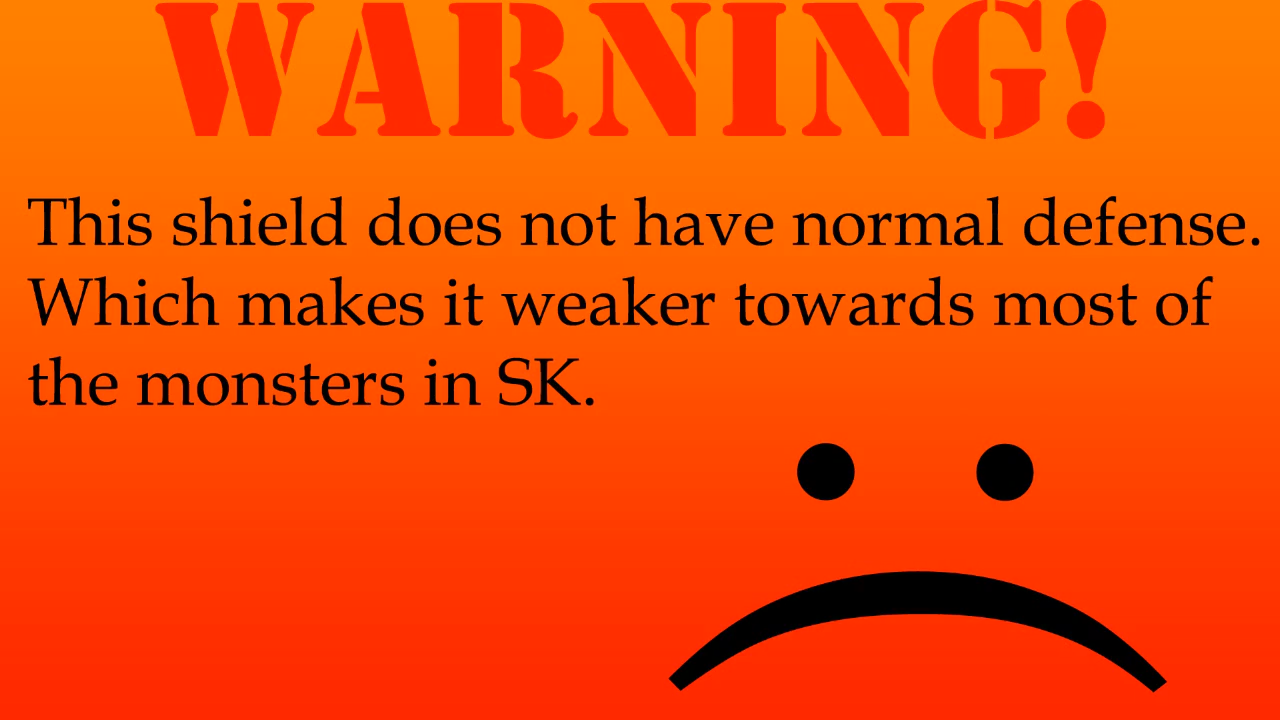 WARNING!
This shield does not have normal defense.
Which makes it weaker towards most of
the monsters in SK.